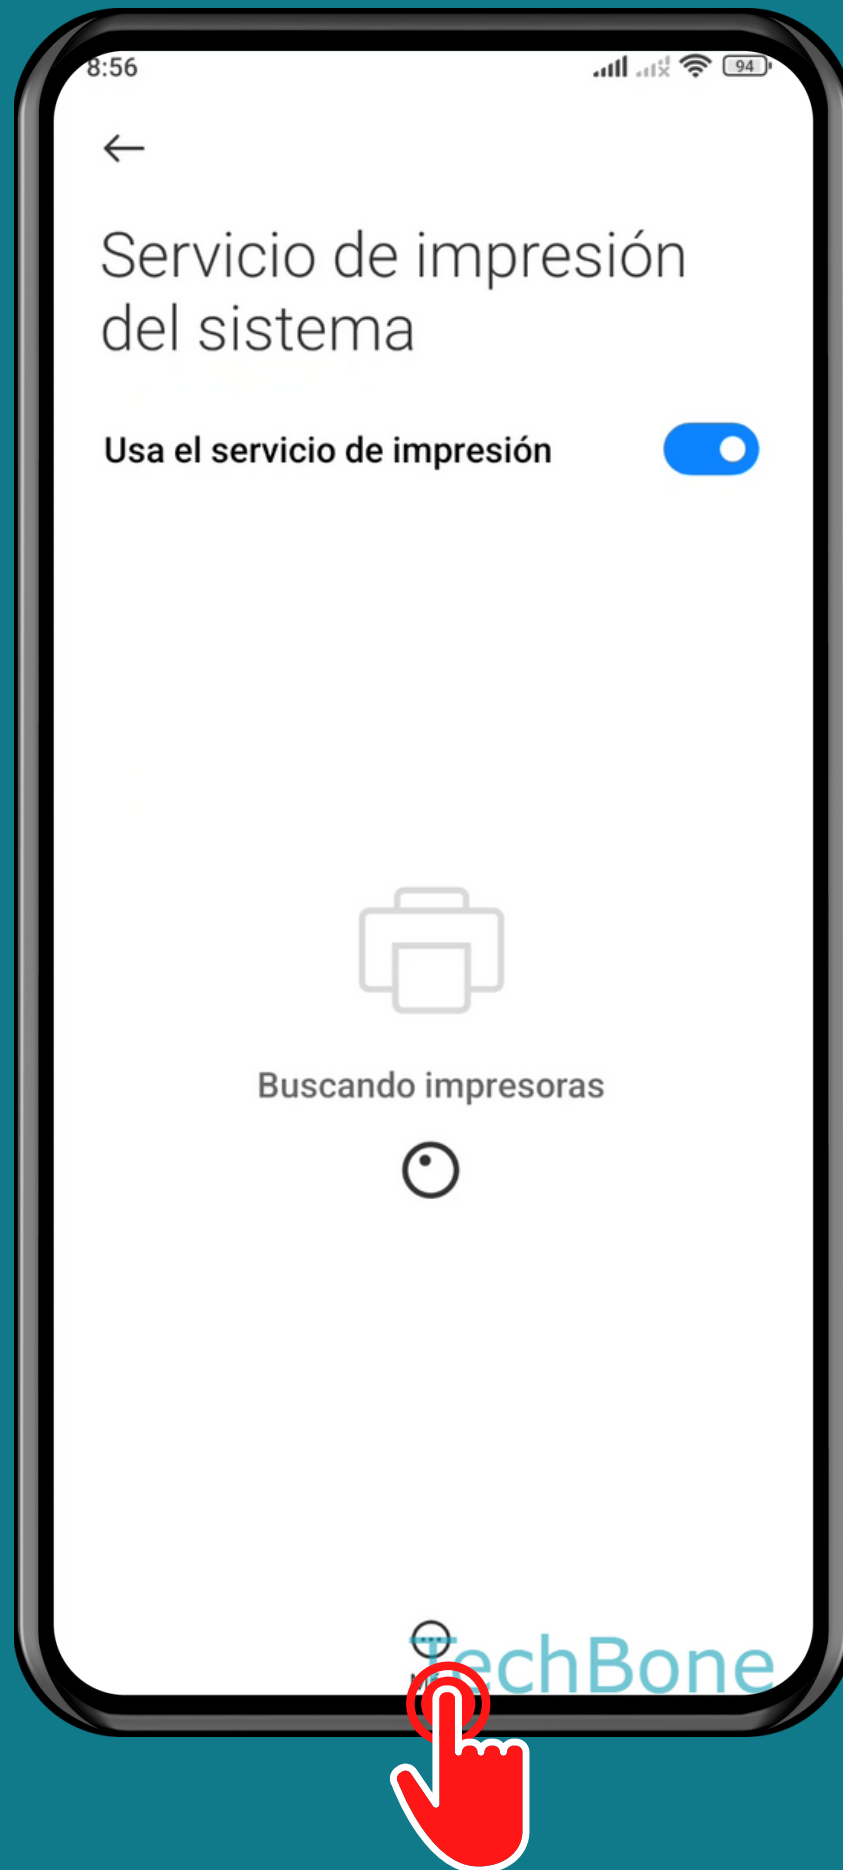 8:56
94
Servicio de impresión
del sistema
Usa el servicio de impresión
Buscando impresoras
TechBone